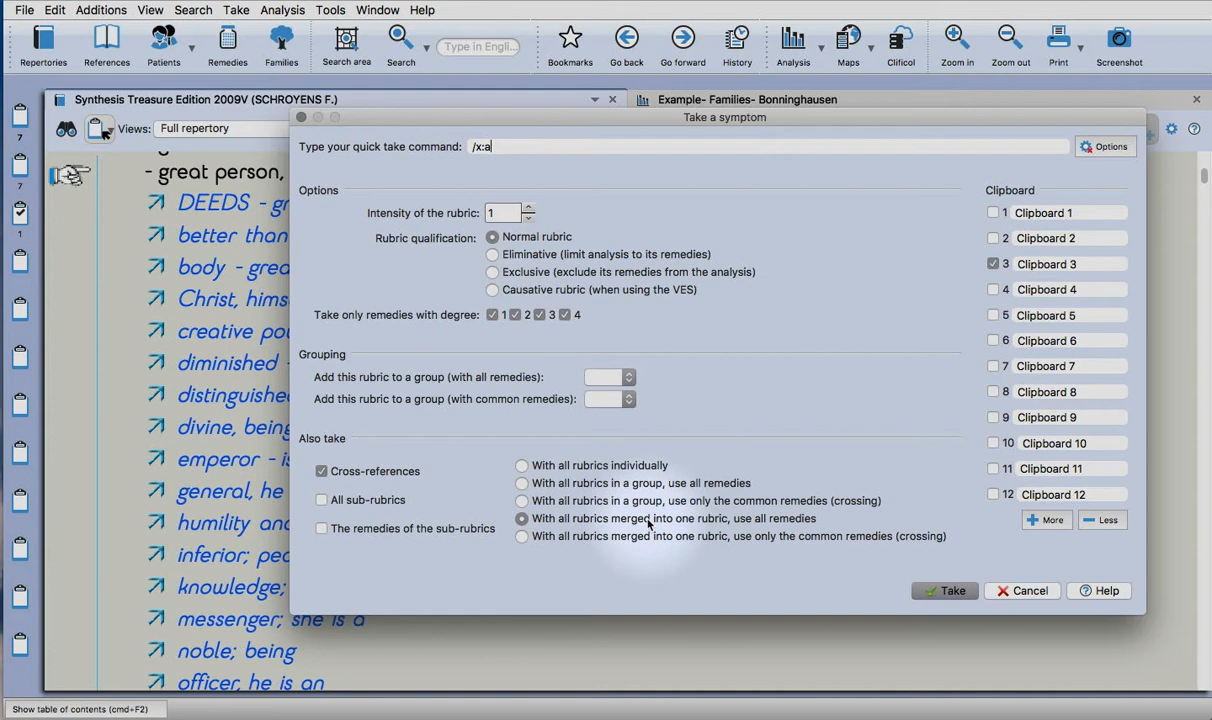 File Edit Additions View Search Take Analysis Tools Window Help
Repertories References Patients Remedies Families Search area Search Type in Engli... Bookmarks Go back Go forward History Analysis Maps Clificol Zoom in Zoom out Print Screenshot
Synthesis Treasure Edition 2009V (SCHROYENS F.) Example- Families- Bonninghausen
Views: Full repertory
7
7
1
- great person,
DEEDS - gr
better than
body - grea
Christ, hims
creative pow
diminished -
distinguished
divine, being
emperor - is
general, he
humility and
inferior; peo
knowledge;
messenger; she is a
noble; being
officer, he is an
Take a symptom
Type your quick take command: /x:a Options
Options
Intensity of the rubric: 1
Rubric qualification: Normal rubric
Eliminative (limit analysis to its remedies)
Exclusive (exclude its remedies from the analysis)
Causative rubric (when using the VES)
Take only remedies with degree: 1 2 3 4
Grouping
Add this rubric to a group (with all remedies):
Add this rubric to a group (with common remedies):
Also take
Cross-references
All sub-rubrics
The remedies of the sub-rubrics
With all rubrics individually
With all rubrics in a group, use all remedies
With all rubrics in a group, use only the common remedies (crossing)
With all rubrics merged into one rubric, use all remedies
With all rubrics merged into one rubric, use only the common remedies (crossing)
Clipboard
1 Clipboard 1
2 Clipboard 2
3 Clipboard 3
4 Clipboard 4
5 Clipboard 5
6 Clipboard 6
7 Clipboard 7
8 Clipboard 8
9 Clipboard 9
10 Clipboard 10
11 Clipboard 11
12 Clipboard 12
More Less
Take Cancel Help
Show table of contents (cmd+F2)